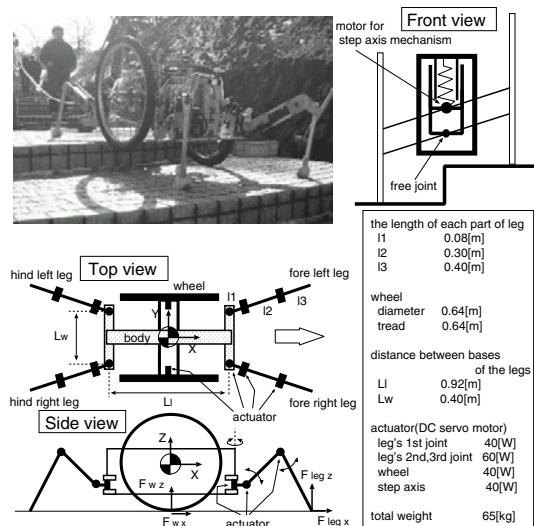 Front view
motor for
step axis mechanism
free joint
Top view
hind left leg
wheel
fore left leg
l1
l2
l3
Y
Lw
body
X
Ll
hind right leg
actuator
fore right leg
Side view
Z
X
F w z
F leg z
F w x
actuator
F leg x
the length of each part of leg
l1 0.08[m]
l2 0.30[m]
l3 0.40[m]
wheel
diameter 0.64[m]
tread 0.64[m]
distance between bases
of the legs
Ll 0.92[m]
Lw 0.40[m]
actuator(DC servo motor)
leg's 1st joint 40[W]
leg's 2nd,3rd joint 60[W]
wheel 40[W]
step axis 40[W]
total weight 65[kg]